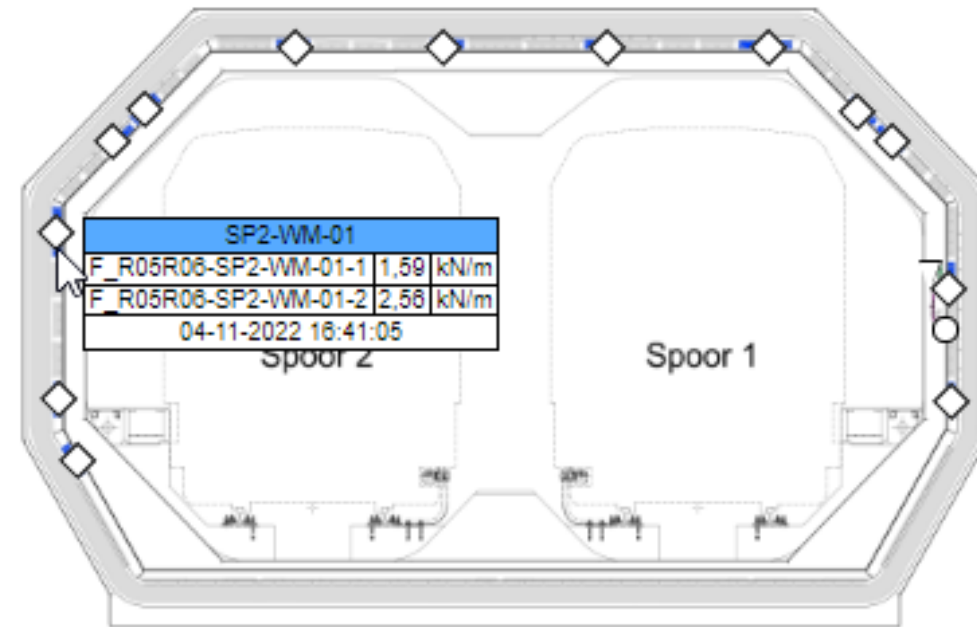 SP2-WM-01
F_R05R06-SP2-WM-01-1 1,59 kN/m
F_R05R06-SP2-WM-01-2 2,56 kN/m
04-11-2022 16:41:05
Spoor 2
Spoor 1